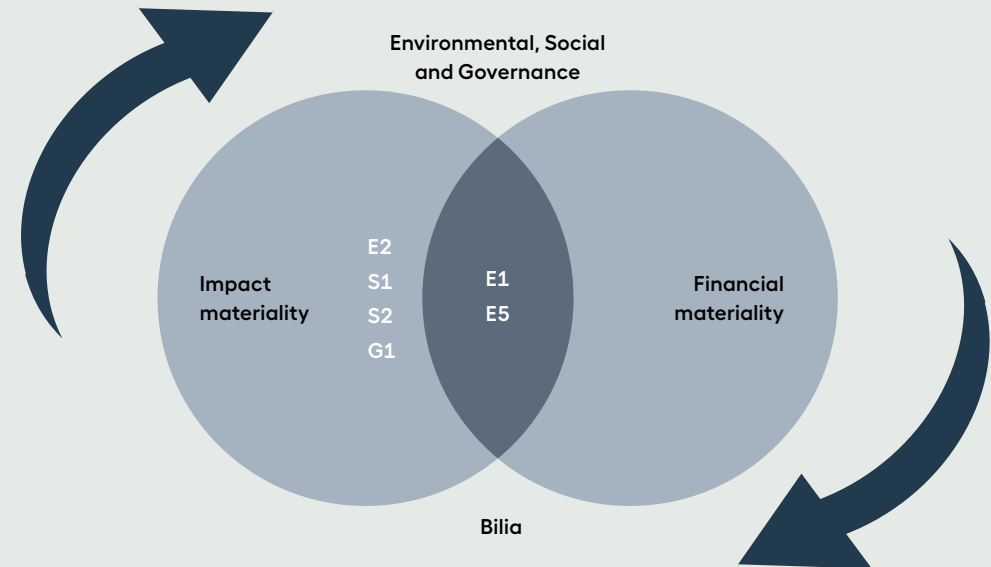 Environmental, Social
and Governance
Impact
materiality
E2
S1
S2
G1
E1
E5
Financial
materiality
Bilia